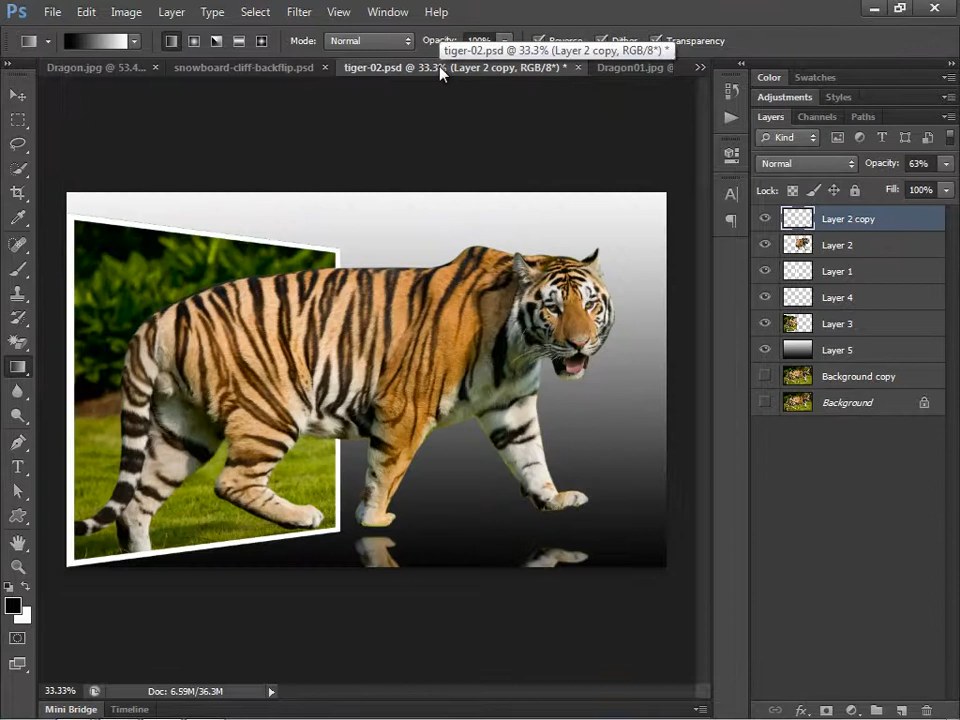 Ps File Edit Image Layer Type Select Filter View Window Help
Mode: Normal Opacity: 100% Reverse Dither Transparency
tiger-02.psd @ 33.3% (Layer 2 copy, RGB/8*) *
Dragon.jpg @ 53.4... × snowboard-cliff-backflip.psd × tiger-02.psd @ 33.3% (Layer 2 copy, RGB/8*) * × Dragon01.jpg @ >>
Color Swatches
Adjustments Styles
Layers Channels Paths
Kind
Normal Opacity: 63%
Lock: Fill: 100%
Layer 2 copy
Layer 2
Layer 1
Layer 4
Layer 3
Layer 5
Background copy
Background
33.33% Doc: 6.59M/36.3M
Mini Bridge Timeline